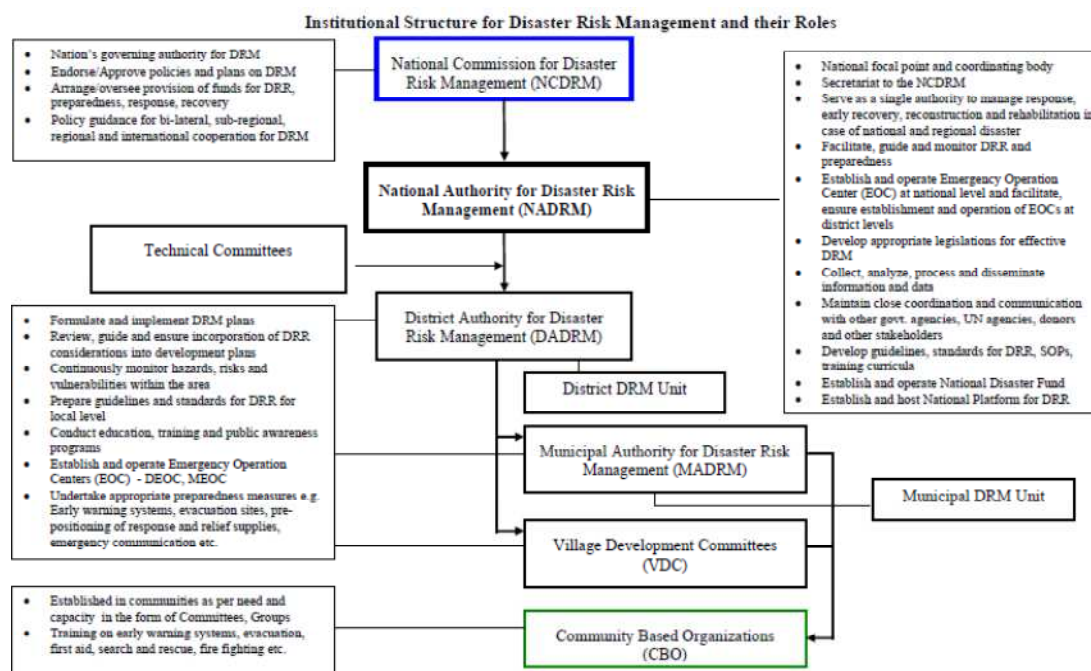 Institutional Structure for Disaster Risk Management and their Roles
• Nation's governing authority for DRM
• Endorse/Approve policies and plans on DRM
• Arrange/oversee provision of funds for DRR,
preparedness, response, recovery
• Policy guidance for bi-lateral, sub-regional,
regional and international cooperation for DRM
National Commission for Disaster
Risk Management (NCDRM)
• National focal point and coordinating body
• Secretariat to the NCDRM
• Serve as a single authority to manage response,
early recovery, reconstruction and rehabilitation in
case of national and regional disaster
• Facilitate, guide and monitor DRR and
preparedness
• Establish and operate Emergency Operation
Center (EOC) at national level and facilitate,
ensure establishment and operation of EOCs at
district levels
• Develop appropriate legislations for effective
DRM
• Collect, analyze, process and disseminate
information and data
• Maintain close coordination and communication
with other govt. agencies, UN agencies, donors
and other stakeholders
• Develop guidelines, standards for DRR, SOPs,
training curricula
• Establish and operate National Disaster Fund
• Establish and host National Platform for DRR
National Authority for Disaster Risk
Management (NADRM)
Technical Committees
• Formulate and implement DRM plans
• Review, guide and ensure incorporation of DRR
considerations into development plans
• Continuously monitor hazards, risks and
vulnerabilities within the area
• Prepare guidelines and standards for DRR for
local level
• Conduct education, training and public awareness
programs
• Establish and operate Emergency Operation
Centers (EOC) - DEOC, MEOC
• Undertake appropriate preparedness measures e.g.
Early warning systems, evacuation sites, pre-
positioning of response and relief supplies,
emergency communication etc.
District Authority for Disaster
Risk Management (DADRM)
District DRM Unit
Municipal Authority for Disaster Risk
Management (MADRM)
Municipal DRM Unit
Village Development Committees
(VDC)
• Established in communities as per need and
capacity in the form of Committees, Groups
• Training on early warning systems, evacuation,
first aid, search and rescue, fire fighting etc.
Community Based Organizations
(CBO)